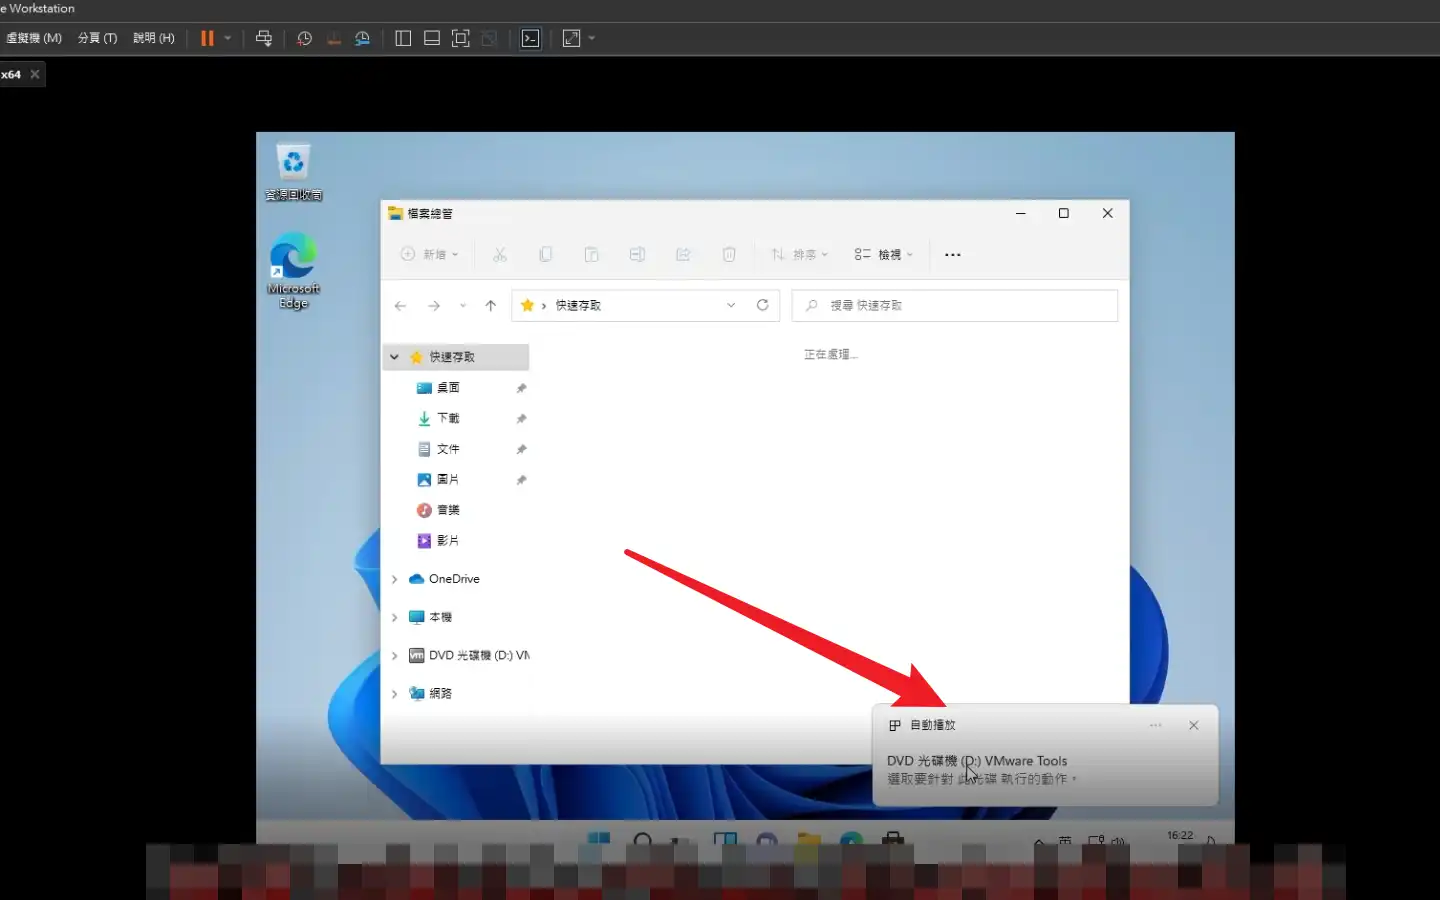 e Workstation
虛擬機 (M) 分頁 (T) 說明 (H)
x64
資源回收筒
Microsoft
Edge
檔案總管
新增
排序
檢視
快速存取
搜尋 快速存取
正在處理...
快速存取
桌面
下載
文件
圖片
音樂
影片
OneDrive
本機
DVD 光碟機 (D:) VM
網路
自動播放
DVD 光碟機 (D:) VMware Tools
選取要針對 此光碟 執行的動作。
英
16:22